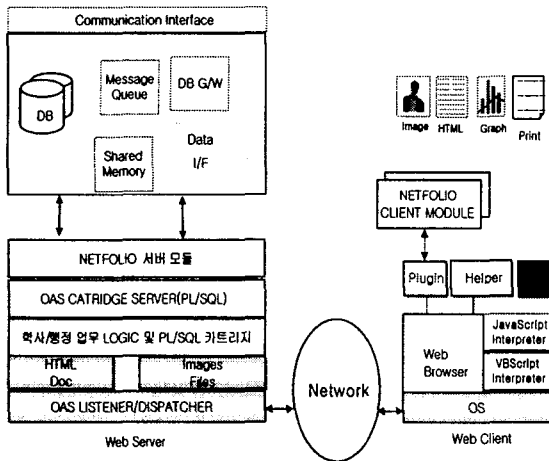 Communication Interface
DB
Message
Queue
DB G/W
Shared
Memory
Data
I/F
NETFOLIO 서버 모듈
OAS CATRIDGE SERVER(PL/SQL)
학사/행정 업무 LOGIC 및 PL/SQL 카트리지
HTML
Doc
Images
Files
OAS LISTENER/DISPATCHER
Web Server
Network
Image
HTML
Graph
Print
NETFOLIO
CLIENT MODULE
Plugin
Helper
Web
Browser
JavaScript
Interpreter
VBScript
Interpreter
OS
Web Client